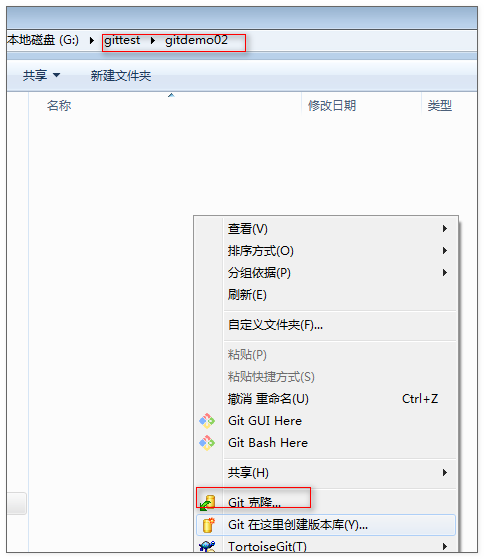 本地磁盘 (G:) gittest gitdemo02
共享 新建文件夹
名称 修改日期 类型
查看(V)
排序方式(O)
分组依据(P)
刷新(E)
自定义文件夹(F)...
粘贴(P)
粘贴快捷方式(S)
撤消 重命名(U) Ctrl+Z
Git GUI Here
Git Bash Here
共享(H)
Git 克隆...
Git 在这里创建版本库(Y)...
TortoiseGit(T)